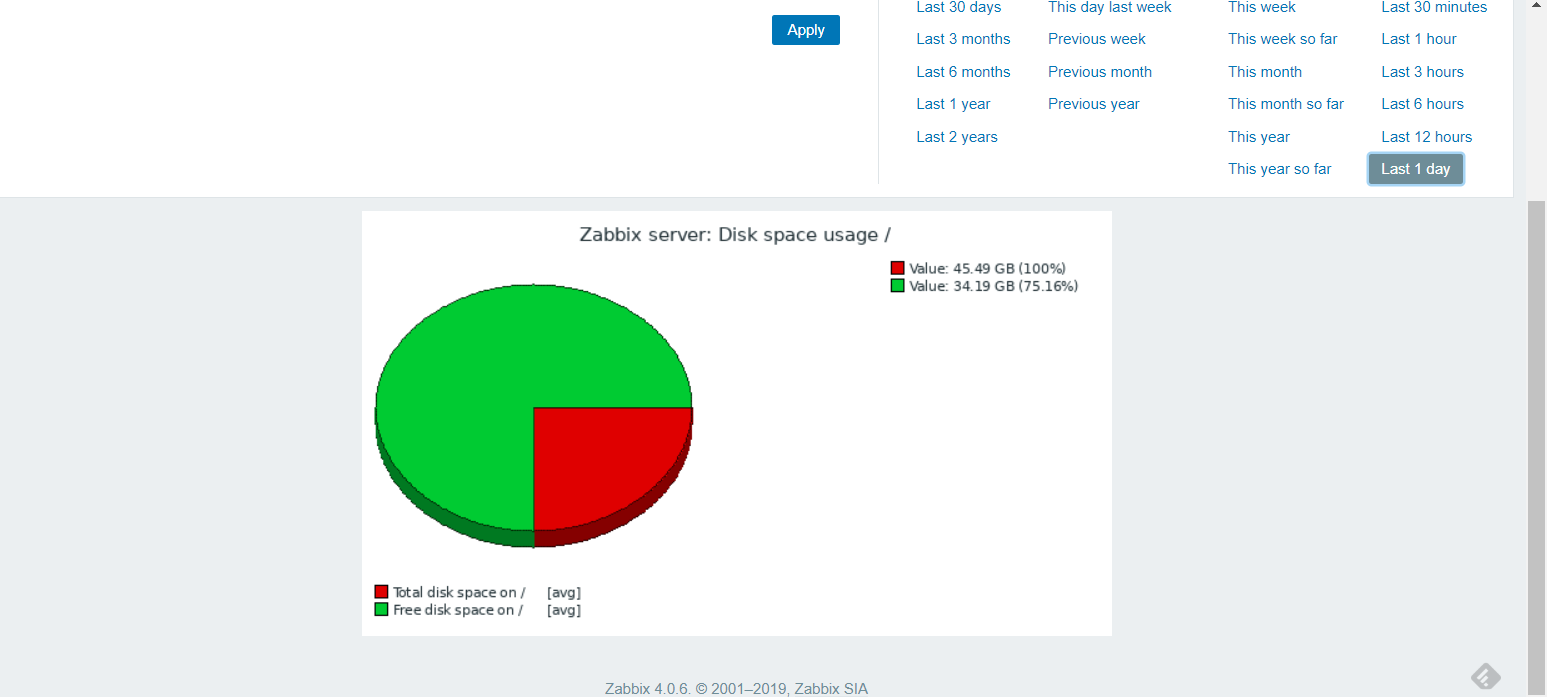 Last 30 days This day last week This week Last 30 minutes
Apply
Last 3 months Previous week This week so far Last 1 hour
Last 6 months Previous month This month Last 3 hours
Last 1 year Previous year This month so far Last 6 hours
Last 2 years This year Last 12 hours
This year so far Last 1 day
Zabbix server: Disk space usage /
Value: 45.49 GB (100%)
Value: 34.19 GB (75.16%)
Total disk space on / [avg]
Free disk space on / [avg]
Zabbix 4.0.6. © 2001–2019, Zabbix SIA